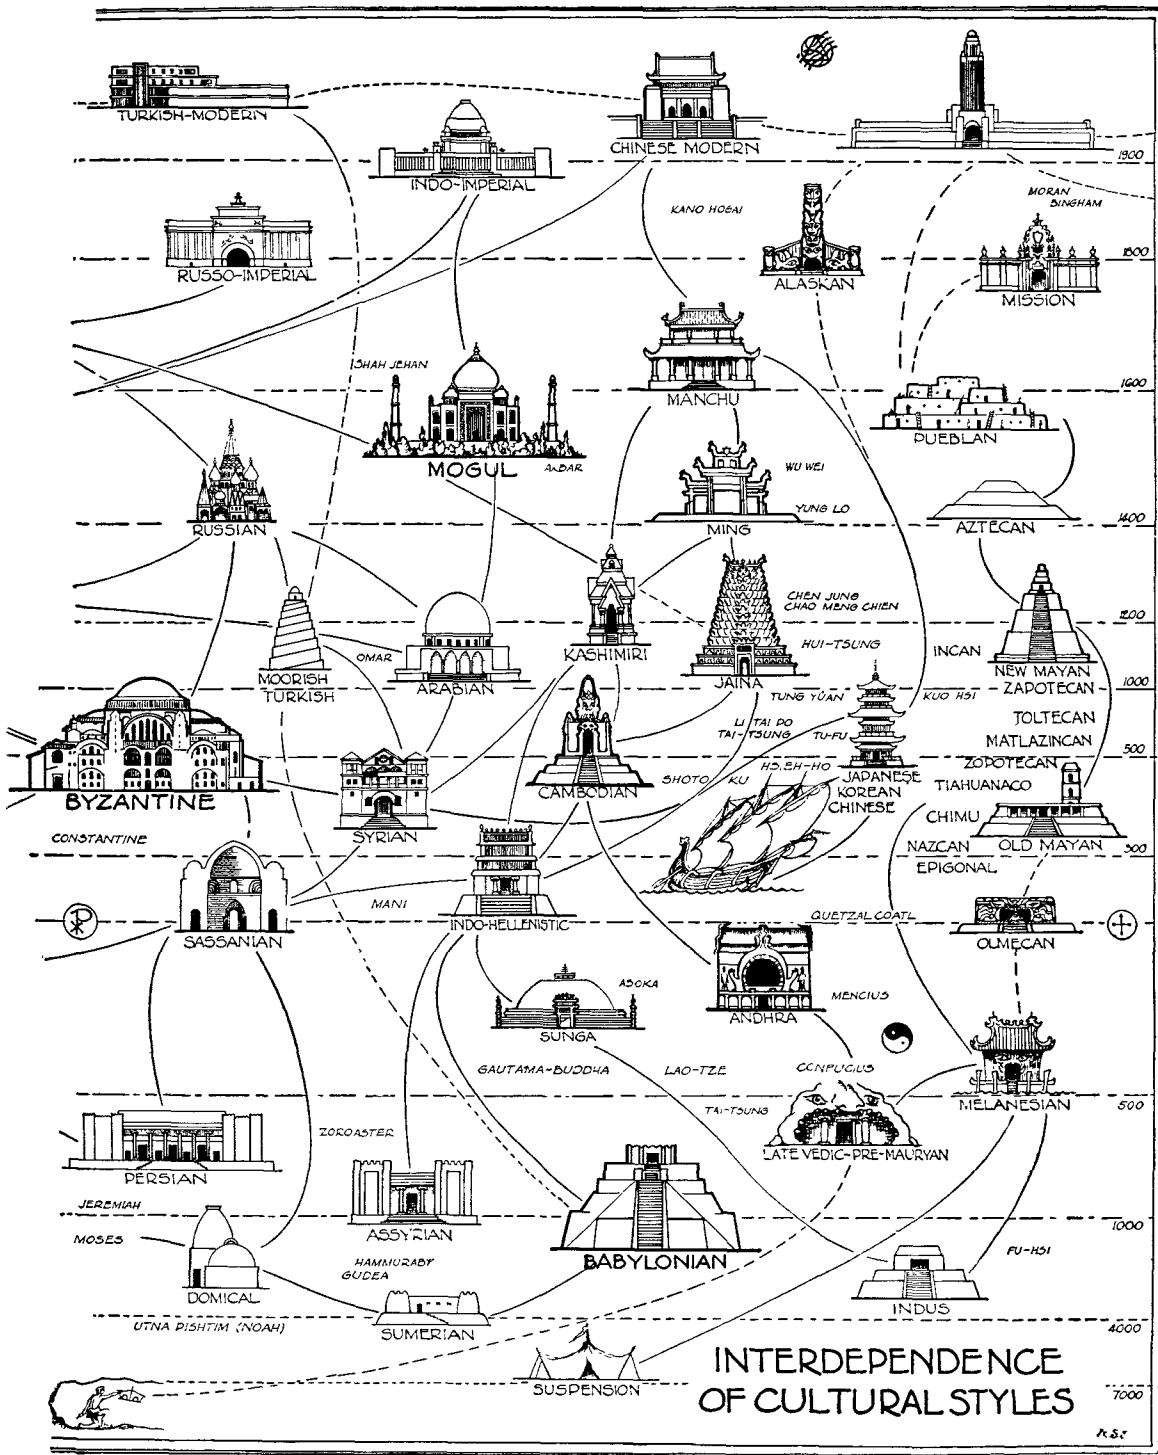 TURKISH-MODERN
CHINESE MODERN
INDO-IMPERIAL
1900
KANO HOGAI
MORAN
BINGHAM
RUSSO-IMPERIAL
1800
ALASKAN
MISSION
SHAH JEHAN
1600
MANCHU
PUEBLAN
MOGUL
AKBAR
WU WEI
YUNG LO
RUSSIAN
MING
1400
AZTECAN
CHEN JUNG
CHAO MENG CHIEN
1200
HUI-TSUNG
INCAN
OMAR
KASHIMIRI
NEW MAYAN
ZAPOTECAN
MOORISH
TURKISH
ARABIAN
JAINA
1000
TUNG YUAN
KUO HSI
LI TAI PO
TAI-TSUNG
TU-FU
TOLTECAN
MATLAZINCAN
500
ZOPOTECAN
BYZANTINE
CAMBODIAN
SHOTO KU
HSIEH-HO
JAPANESE
KOREAN
CHINESE
TIAHUANACO
CHIMU
CONSTANTINE
SYRIAN
NAZCAN
OLD MAYAN
300
EPIGONAL
MANI
QUETZAL COATL
SASSANIAN
INDO-HELLENISTIC
OLMECAN
ASOKA
MENCIUS
SUNGA
ANDHRA
GAUTAMA-BUDDHA
LAO-TZE
CONFUCIUS
TAI-TSUNG
MELANESIAN
500
ZOROASTER
LATE VEDIC-PRE-MAURYAN
PERSIAN
JEREMIAH
MOSES
ASSYRIAN
1000
HAMMURABY
GUDEA
BABYLONIAN
FU-HSI
DOMICAL
INDUS
UTNA PISHTIM (NOAH)
SUMERIAN
4000
SUSPENSION
INTERDEPENDENCE
OF CULTURAL STYLES
7000